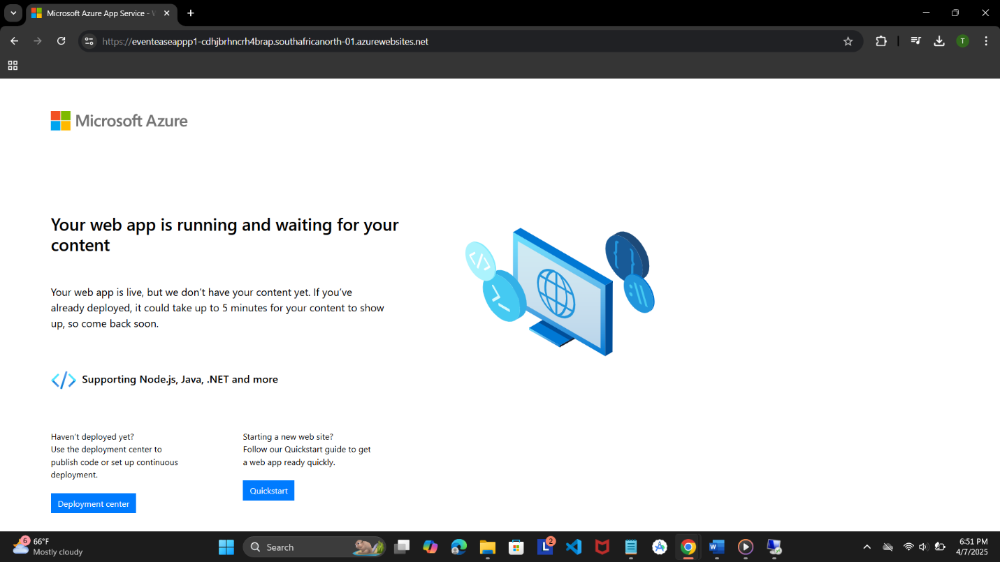 Microsoft Azure App Service - W
https://eventeaseappp1-cdhjbrhncrh4brap.southafricanorth-01.azurewebsites.net
T
Microsoft Azure
Your web app is running and waiting for your
content
Your web app is live, but we don't have your content yet. If you've
already deployed, it could take up to 5 minutes for your content to show
up, so come back soon.
Supporting Node.js, Java, .NET and more
Haven't deployed yet?
Use the deployment center to
publish code or set up continuous
deployment.
Deployment center
Starting a new web site?
Follow our Quickstart guide to get
a web app ready quickly.
Quickstart
6
66°F
Mostly cloudy
Search
L
2
W
6:51 PM
4/7/2025